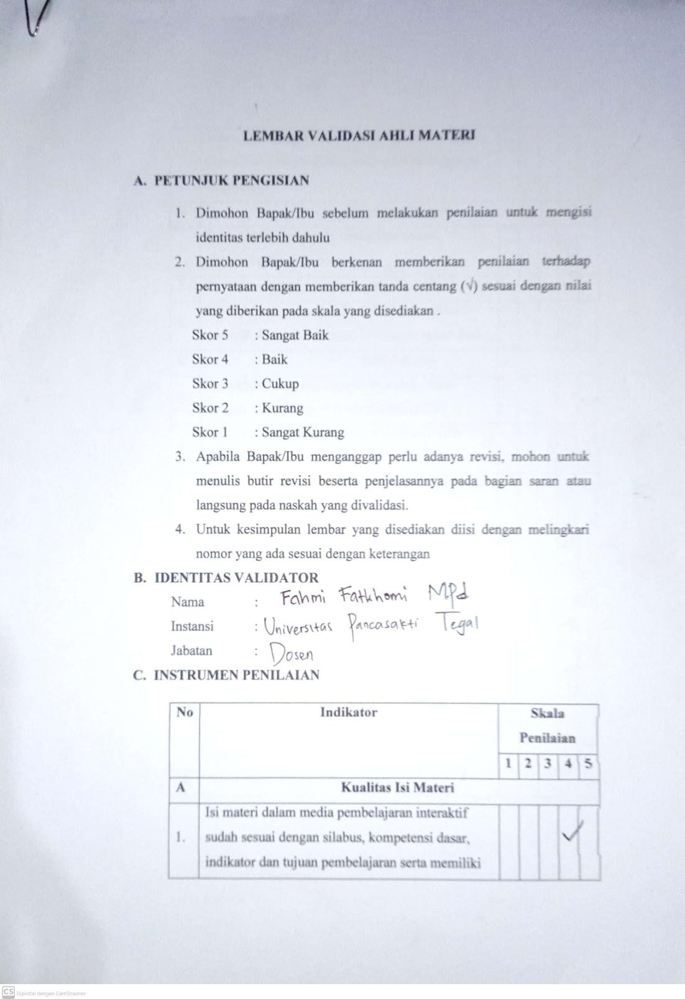 LEMBAR VALIDASI AHLI MATERI
A. PETUNJUK PENGISIAN
1. Dimohon Bapak/Ibu sebelum melakukan penilaian untuk mengisi
identitas terlebih dahulu
2. Dimohon Bapak/Ibu berkenan memberikan penilaian terhadap
pernyataan dengan memberikan tanda centang (√) sesuai dengan nilai
yang diberikan pada skala yang disediakan .
Skor 5 : Sangat Baik
Skor 4 : Baik
Skor 3 : Cukup
Skor 2 : Kurang
Skor 1 : Sangat Kurang
3. Apabila Bapak/Ibu menganggap perlu adanya revisi, mohon untuk
menulis butir revisi beserta penjelasannya pada bagian saran atau
langsung pada naskah yang divalidasi.
4. Untuk kesimpulan lembar yang disediakan diisi dengan melingkari
nomor yang ada sesuai dengan keterangan
B. IDENTITAS VALIDATOR
Nama : Fahmi Fatkhomi MPd
Instansi : Universitas Pancasakti Tegal
Jabatan : Dosen
C. INSTRUMEN PENILAIAN
No Indikator Skala
Penilaian
1 2 3 4 5
A Kualitas Isi Materi
Isi materi dalam media pembelajaran interaktif
1. sudah sesuai dengan silabus, kompetensi dasar, ✓
indikator dan tujuan pembelajaran serta memiliki
CS Dipindai dengan CamScanner